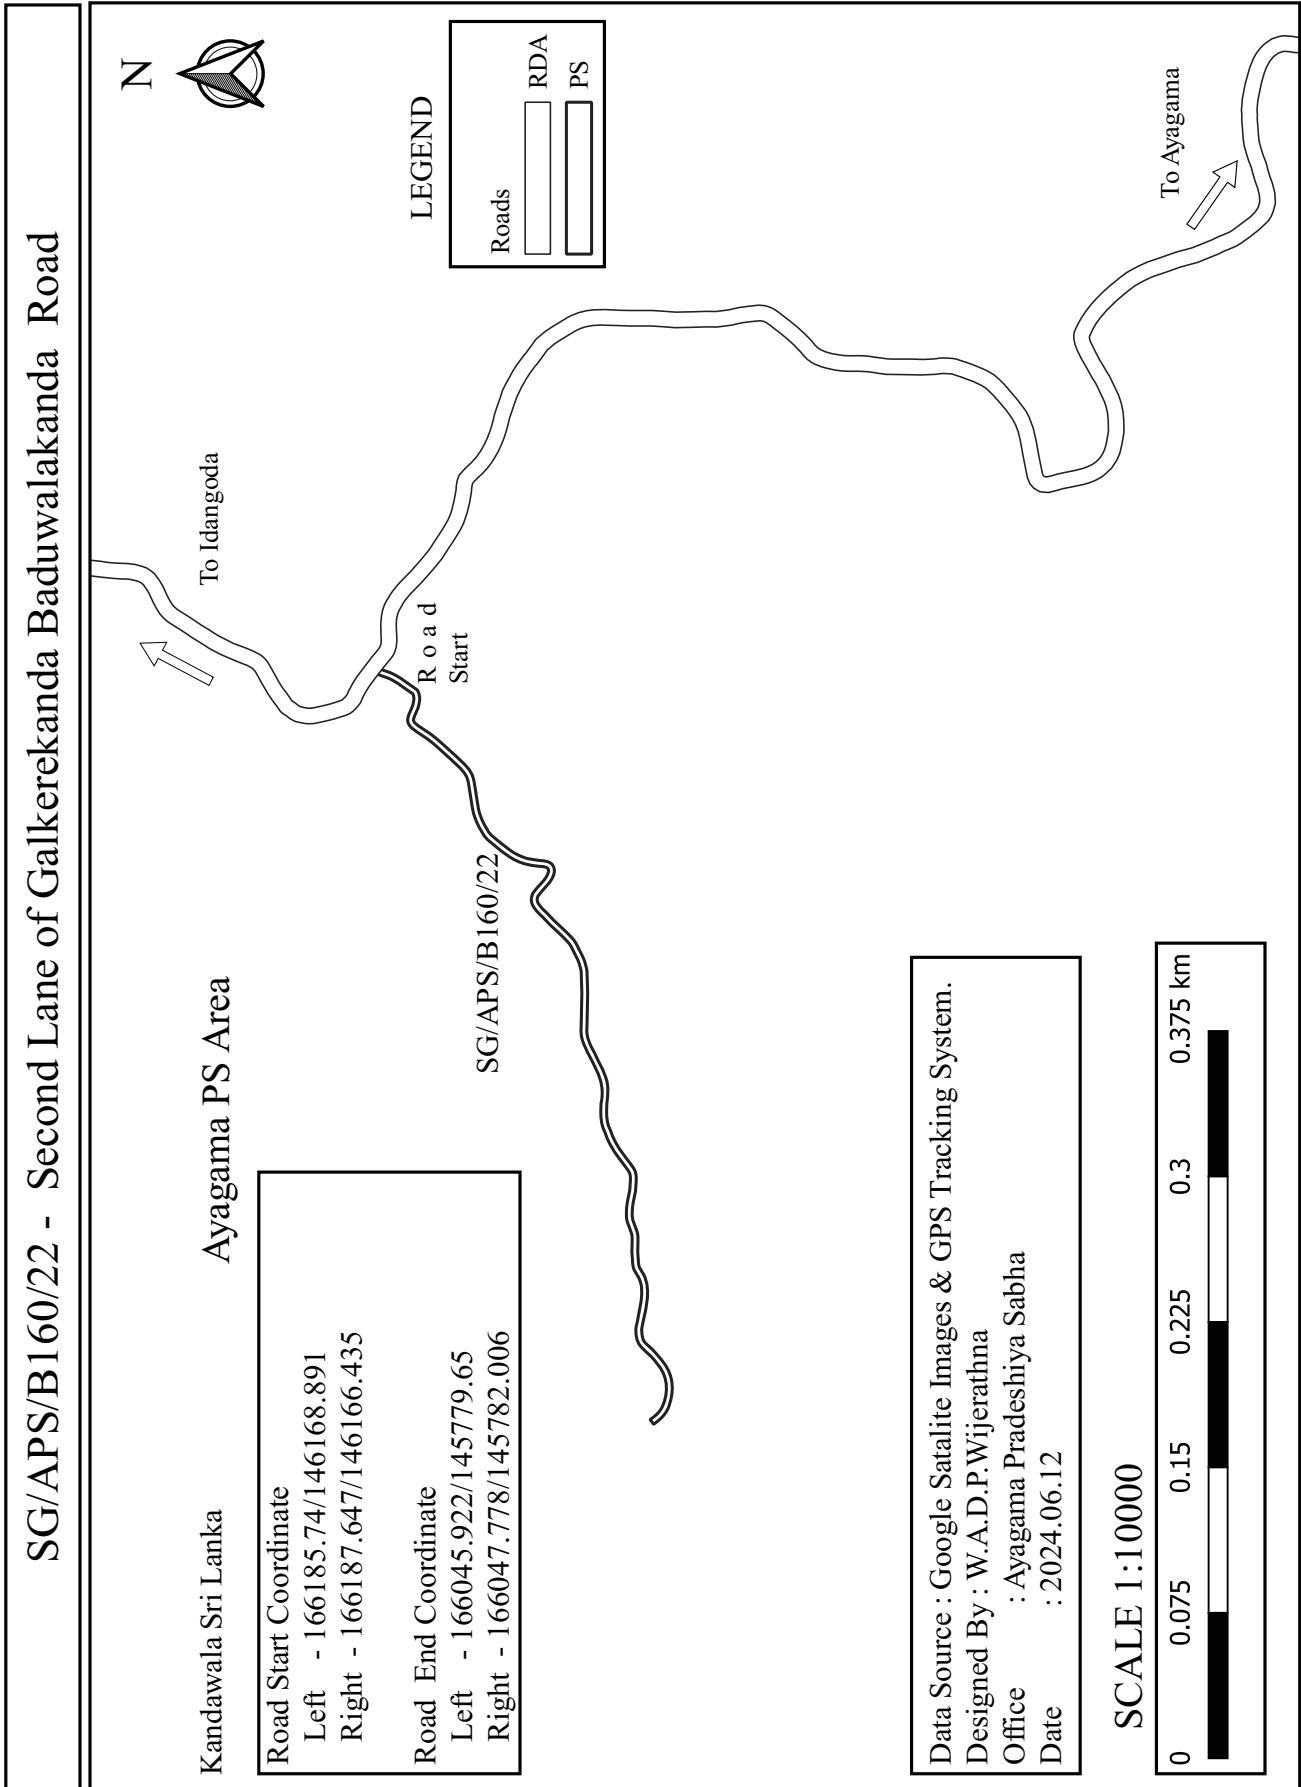 SG/APS/B160/22 - Second Lane of Galkerekanda Baduwalakanda Road
N
Kandawala Sri Lanka
Ayagama PS Area
To Idangoda
Road Start Coordinate
Left - 166185.74/146168.891
Right - 166187.647/146166.435
Road End Coordinate
Left - 166045.922/145779.65
Right - 166047.778/145782.006
LEGEND
Roads
RDA
PS
R o a d
Start
SG/APS/B160/22
To Ayagama
Data Source : Google Satalite Images & GPS Tracking System.
Designed By : W.A.D.P.Wijerathna
Office : Ayagama Pradeshiya Sabha
Date : 2024.06.12
SCALE 1:10000
0 0.075 0.15 0.225 0.3 0.375 km